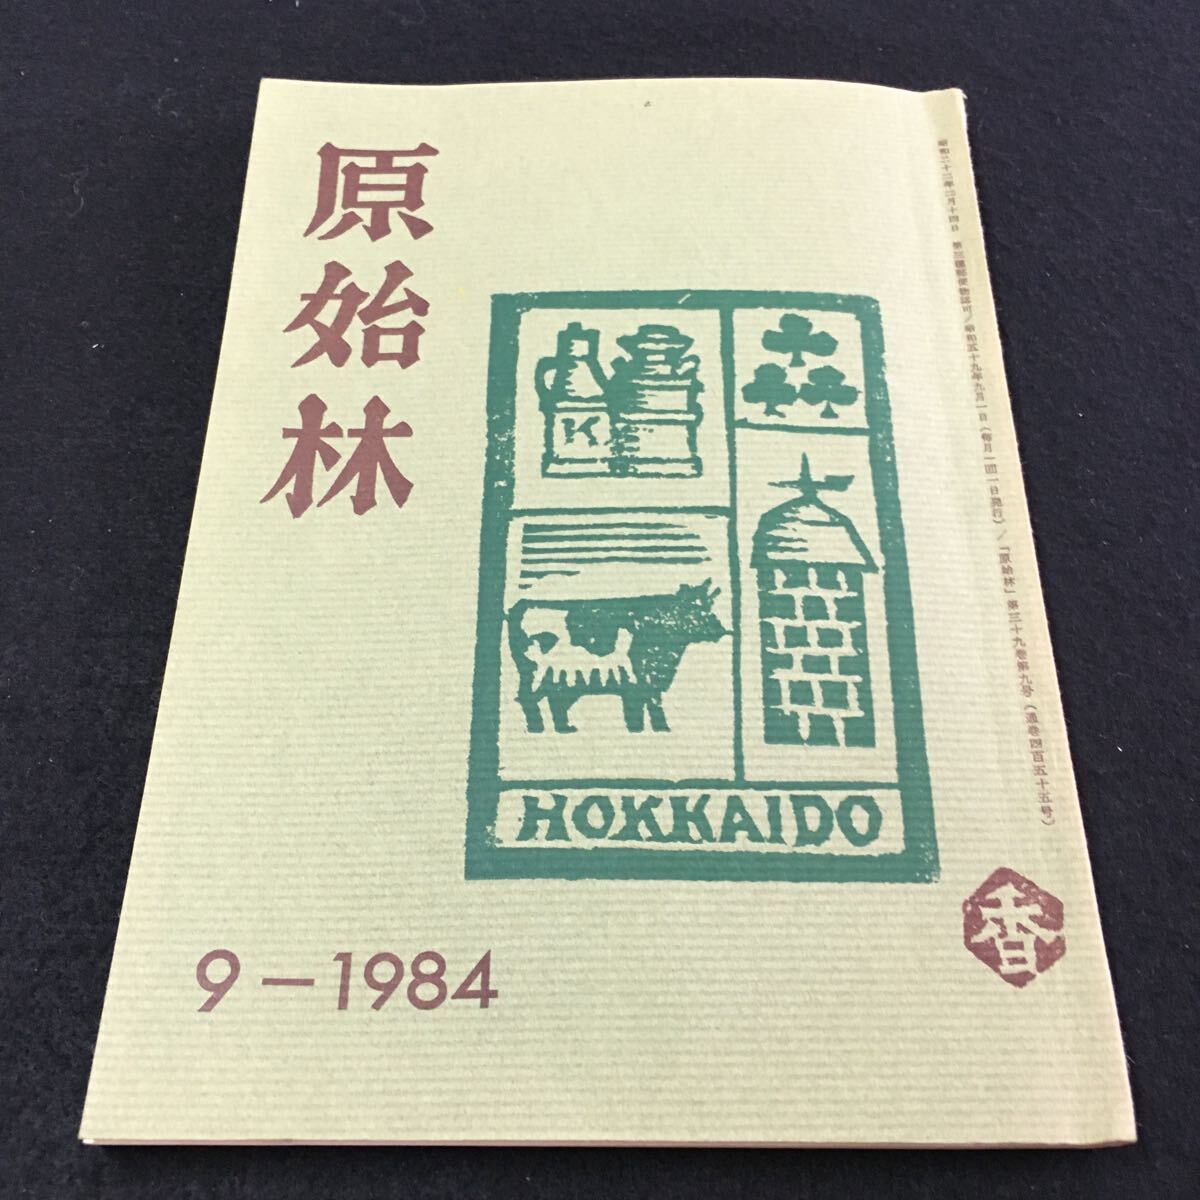 原始林
昭和二十二年二月十四日 第三種郵便物認可／昭和五十九年九月一日（毎月一回一日発行）／「原始林」第三十九巻第九号（通巻四百五十五号）
K
HOKKAIDO
香
9－1984